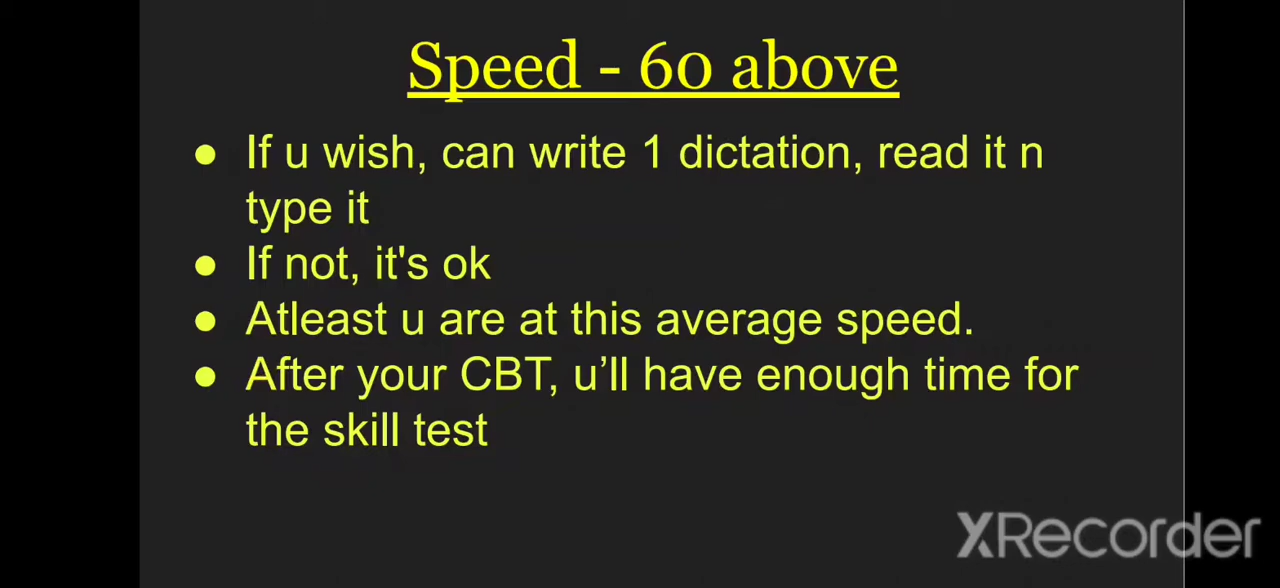 Speed - 60 above
● If u wish, can write 1 dictation, read it n
type it
● If not, it's ok
● Atleast u are at this average speed.
● After your CBT, u’ll have enough time for
the skill test
XRecorder